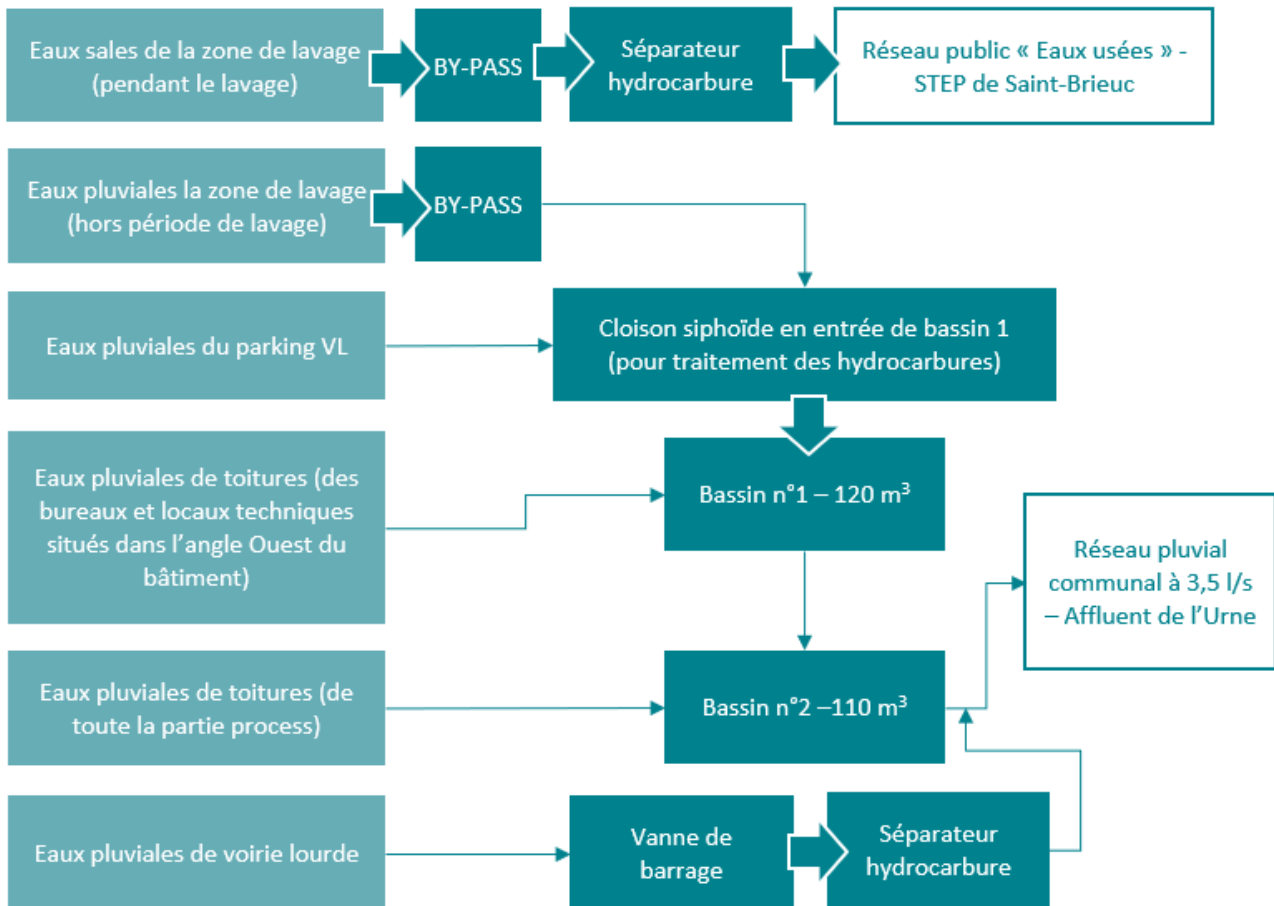 Eaux sales de la zone de lavage
(pendant le lavage)
BY-PASS
Séparateur
hydrocarbure
Réseau public « Eaux usées » -
STEP de Saint-Brieuc
Eaux pluviales la zone de lavage
(hors période de lavage)
BY-PASS
Eaux pluviales du parking VL
Cloison siphoïde en entrée de bassin 1
(pour traitement des hydrocarbures)
Eaux pluviales de toitures (des
bureaux et locaux techniques
situés dans l’angle Ouest du
bâtiment)
Bassin n°1 – 120 m³
Réseau pluvial
communal à 3,5 l/s
– Affluent de l’Urne
Eaux pluviales de toitures (de
toute la partie process)
Bassin n°2 –110 m³
Eaux pluviales de voirie lourde
Vanne de
barrage
Séparateur
hydrocarbure